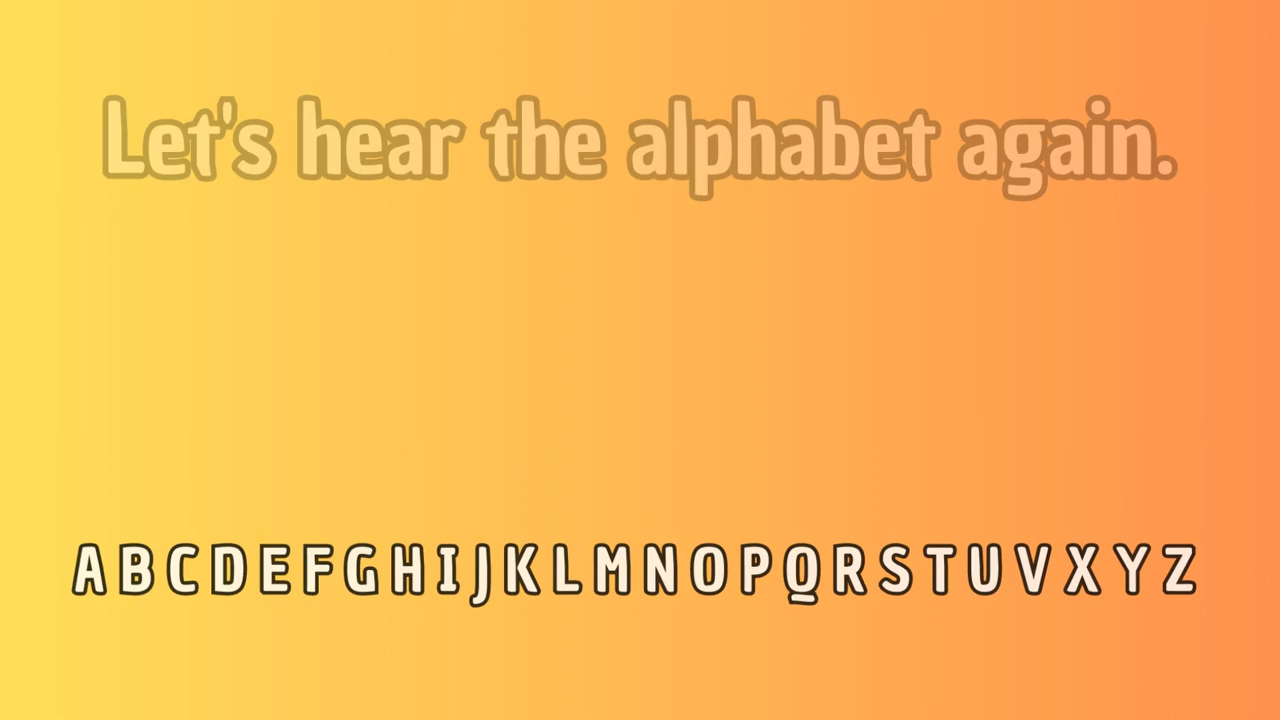 Let's hear the alphabet again.
A B C D E F G H I J K L M N O P Q R S T U V X Y Z